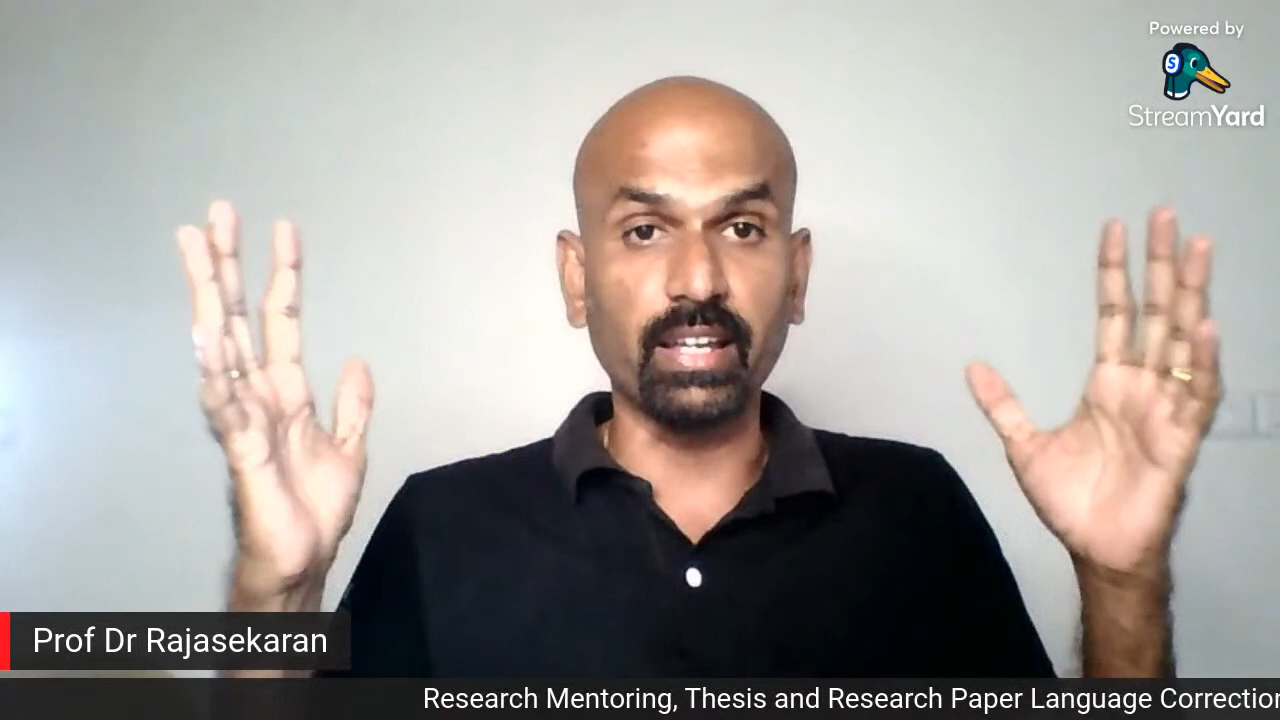 Powered by
S
StreamYard
Prof Dr Rajasekaran
Research Mentoring, Thesis and Research Paper Language Correction